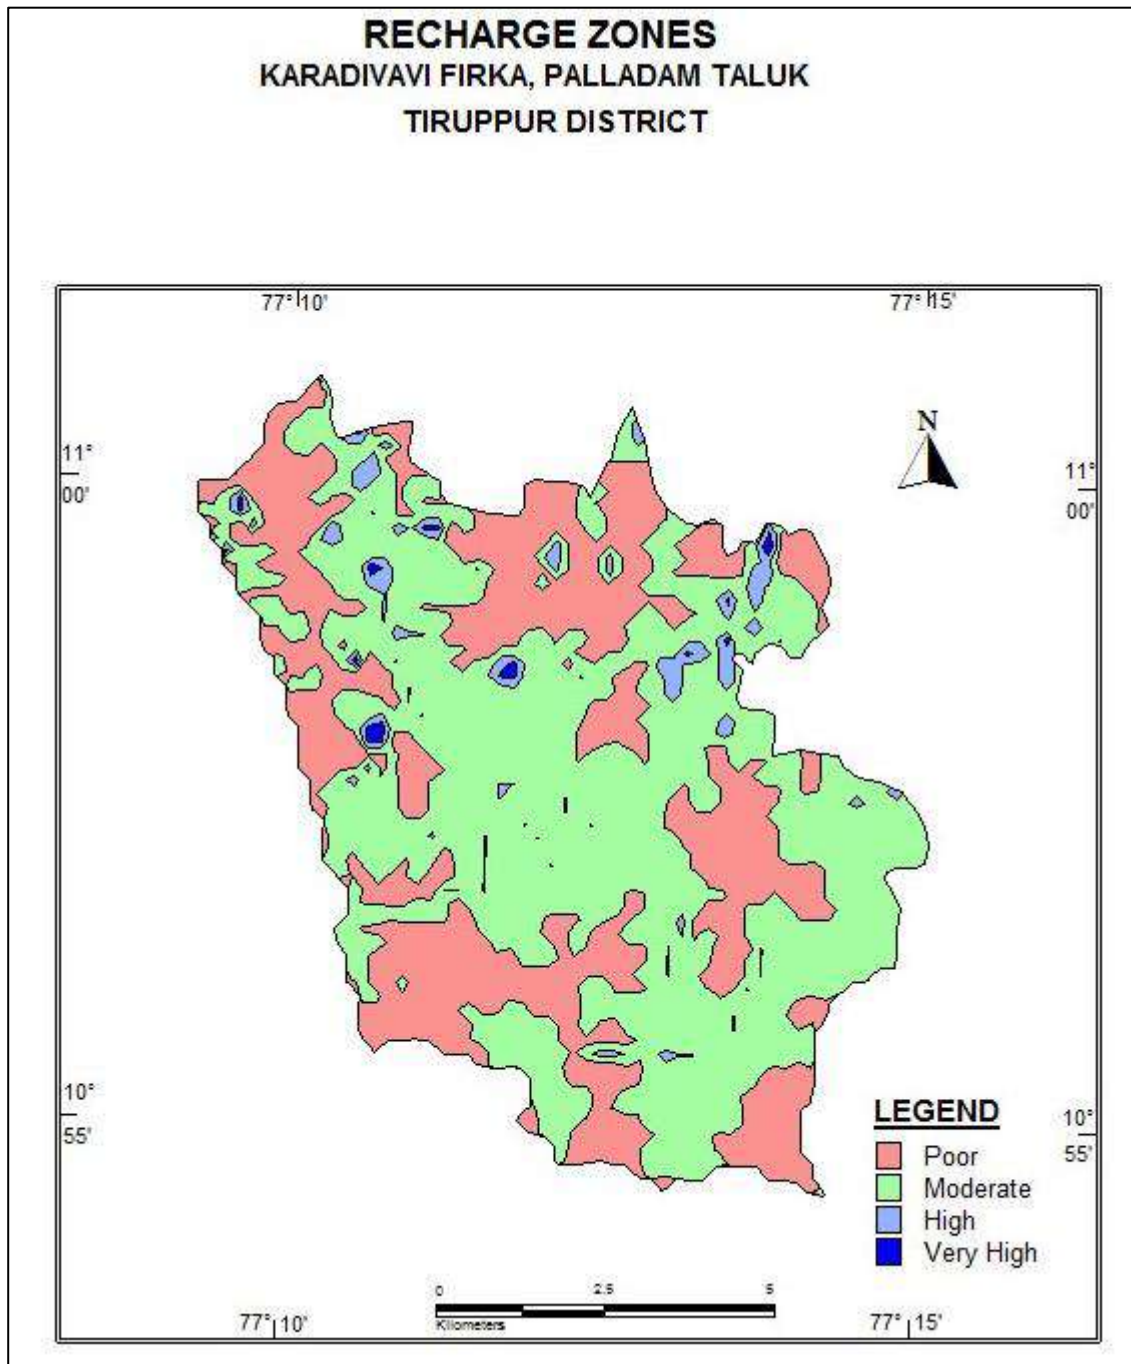 RECHARGE ZONES
KARADIVAVI FIRKA, PALLADAM TALUK
TIRUPPUR DISTRICT
77° 10'
77° 15'
N
11°
00'
11°
00'
10°
55'
10°
55'
LEGEND
Poor
Moderate
High
Very High
0 2.5 5
Kilometers
77° 10'
77° 15'